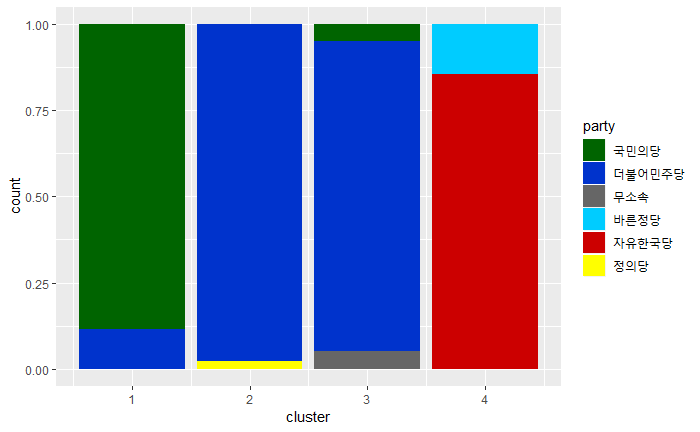 1.00
0.75
0.50
0.25
0.00
count
1 2 3 4
cluster
party
국민의당
더불어민주당
무소속
바른정당
자유한국당
정의당